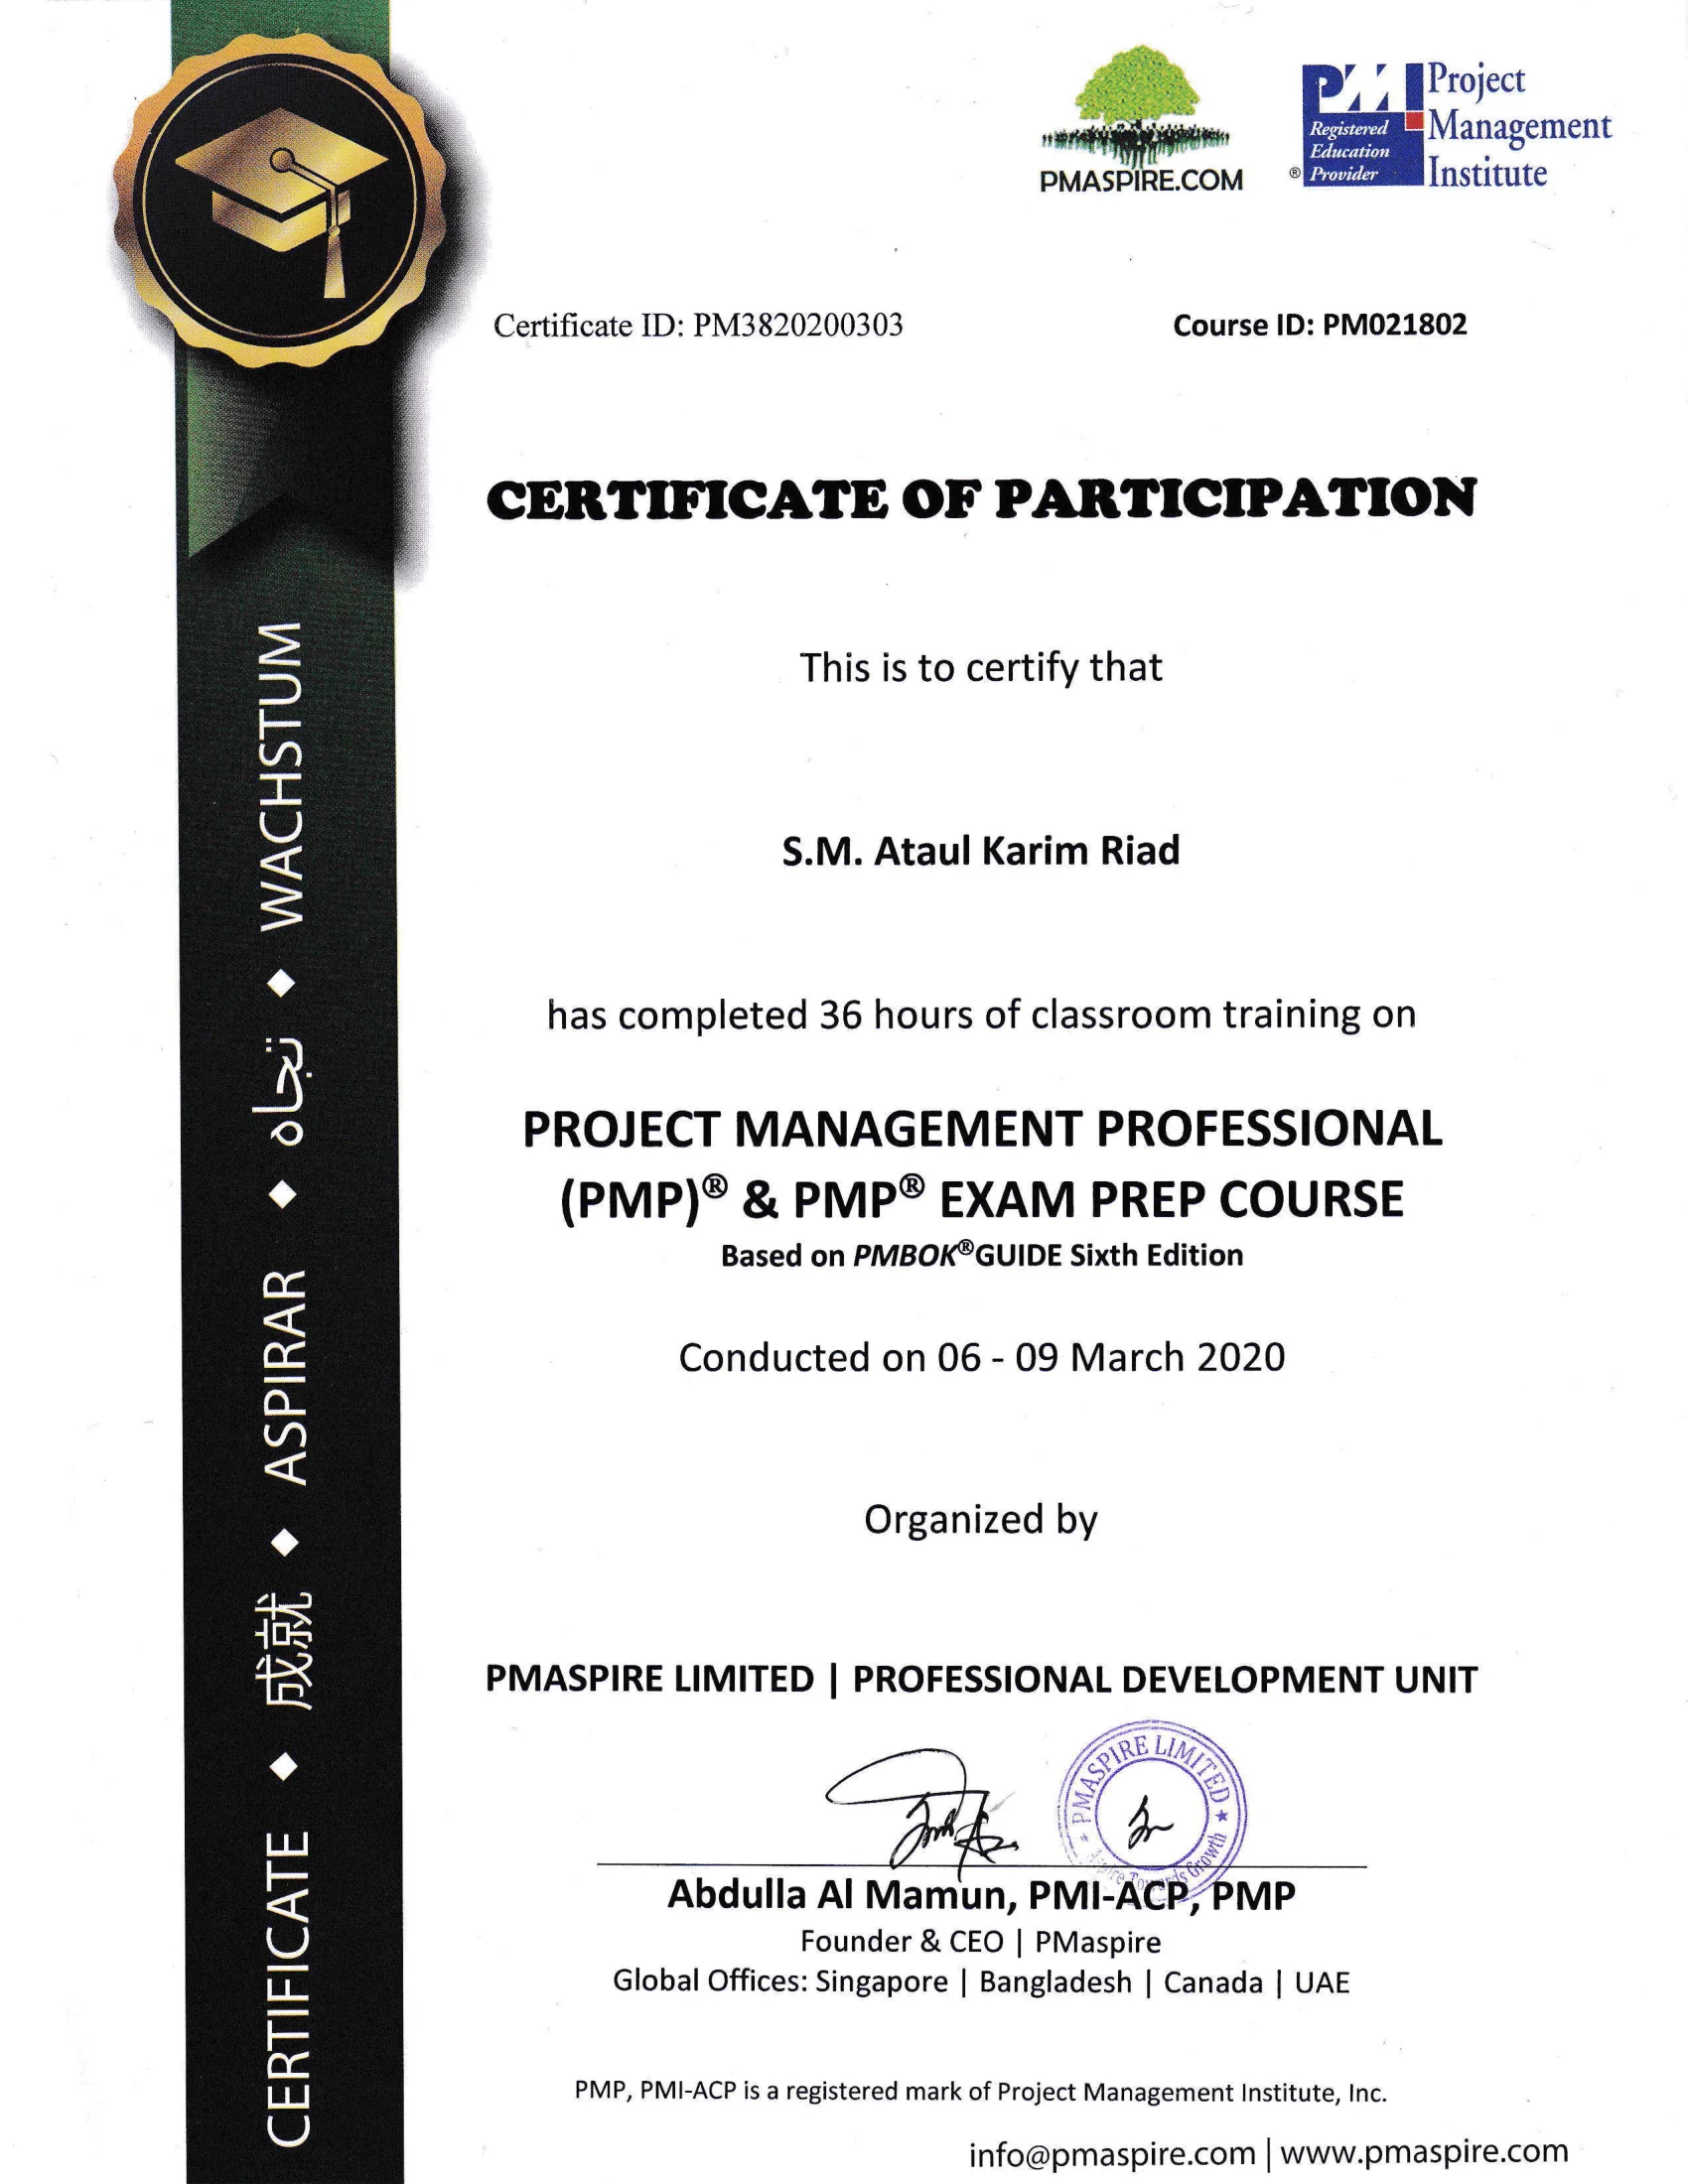 PMASPIRE.COM
PMI
Registered
Education
Provider
®
Project
Management
Institute
Certificate ID: PM3820200303
Course ID: PM021802
CERTIFICATE OF PARTICIPATION
This is to certify that
S.M. Ataul Karim Riad
has completed 36 hours of classroom training on
PROJECT MANAGEMENT PROFESSIONAL
(PMP)® & PMP® EXAM PREP COURSE
Based on PMBOK®GUIDE Sixth Edition
Conducted on 06 - 09 March 2020
Organized by
PMASPIRE LIMITED | PROFESSIONAL DEVELOPMENT UNIT
PMASPIRE LIMITED
Towards Growth
Abdulla Al Mamun, PMI-ACP, PMP
Founder & CEO | PMaspire
Global Offices: Singapore | Bangladesh | Canada | UAE
PMP, PMI-ACP is a registered mark of Project Management Institute, Inc.
info@pmaspire.com | www.pmaspire.com
CERTIFICATE ◆ 成就 ◆ ASPIRAR ◆ تجاه ◆ WACHSTUM